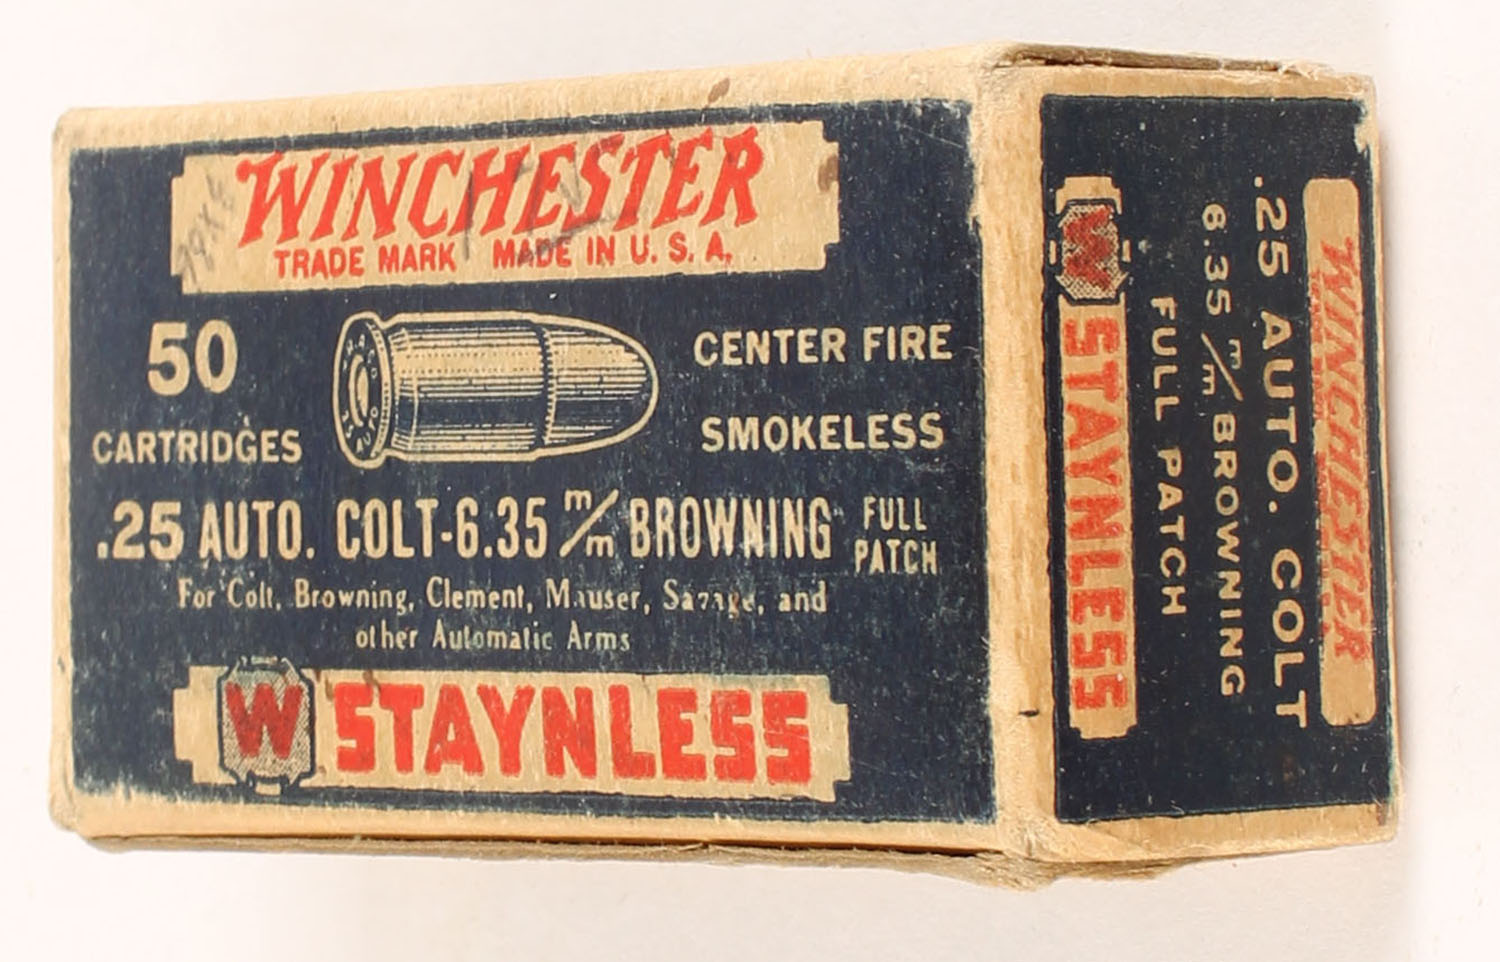 WINCHESTER
TRADE MARK MADE IN U. S. A.
50
CARTRIDGES
CENTER FIRE
SMOKELESS
.25 AUTO. COLT-6.35 m/m BROWNING FULL PATCH
For Colt, Browning, Clement, Mauser, Savage, and
other Automatic Arms
W STAYNLESS
WINCHESTER
.25 AUTO. COLT
6.35 m/m BROWNING
FULL PATCH
W STAYNLESS